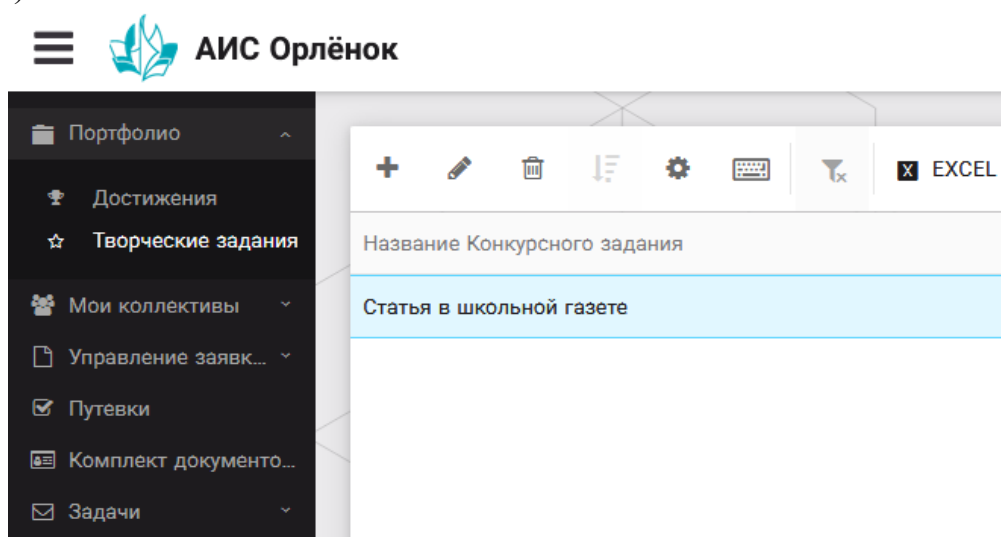 )
АИС Орлёнок
Портфолио
Достижения
Творческие задания
Мои коллективы
Управление заявк...
Путевки
Комплект документо...
Задачи
EXCEL
Название Конкурсного задания
Статья в школьной газете